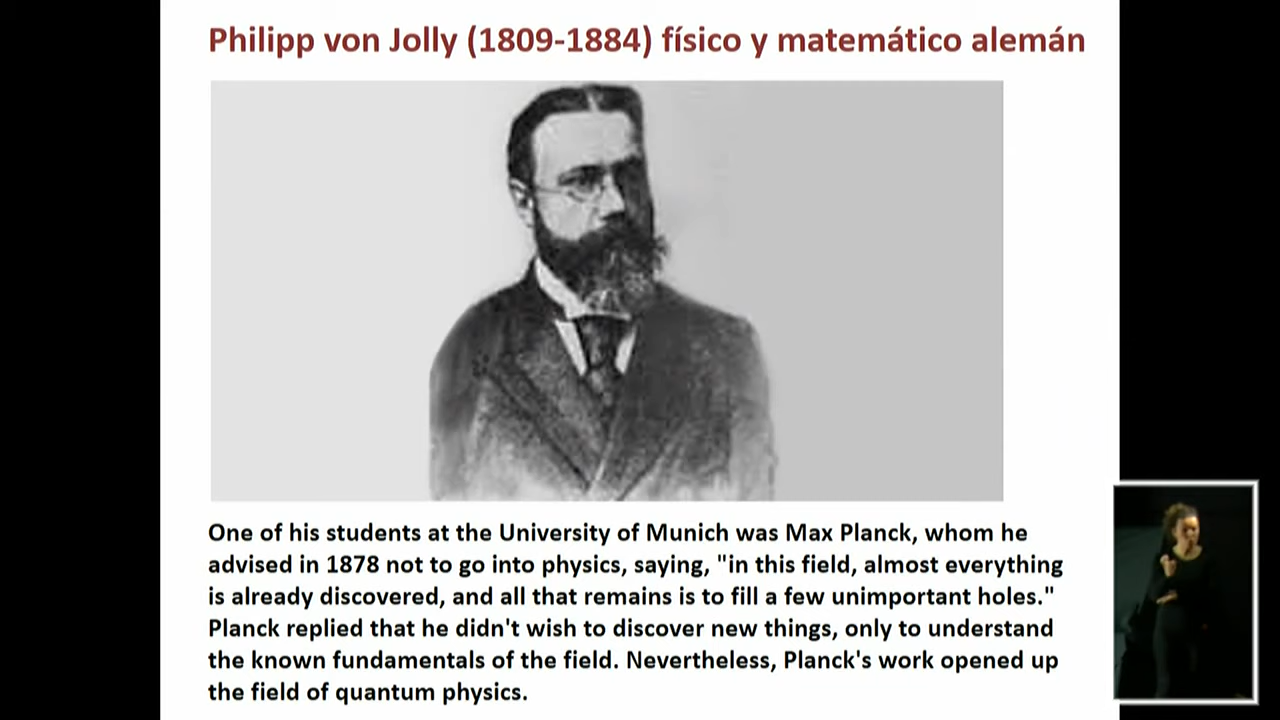 Philipp von Jolly (1809-1884) físico y matemático alemán
One of his students at the University of Munich was Max Planck, whom he
advised in 1878 not to go into physics, saying, "in this field, almost everything
is already discovered, and all that remains is to fill a few unimportant holes."
Planck replied that he didn't wish to discover new things, only to understand
the known fundamentals of the field. Nevertheless, Planck's work opened up
the field of quantum physics.